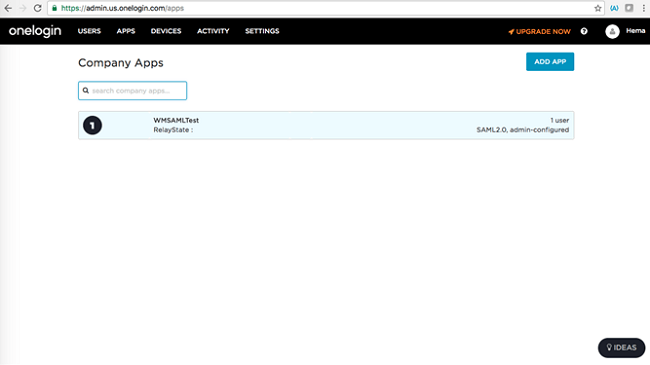 https://admin.us.onelogin.com/apps
onelogin USERS APPS DEVICES ACTIVITY SETTINGS UPGRADE NOW ? Hema
Company Apps ADD APP
search company apps...
1 WMSAMLTest 1 user
RelayState : SAML2.0, admin-configured
IDEAS